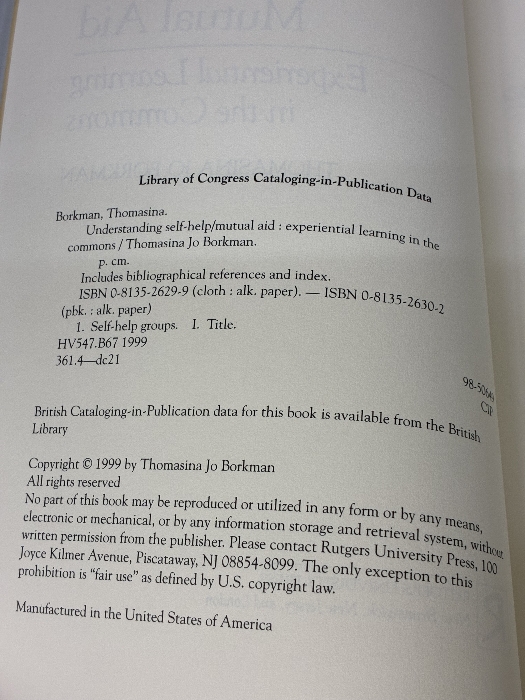 Library of Congress Cataloging-in-Publication Data
Borkman, Thomasina.
Understanding self-help/mutual aid : experiential learning in the
commons / Thomasina Jo Borkman.
p. cm.
Includes bibliographical references and index.
ISBN 0-8135-2629-9 (cloth : alk. paper). — ISBN 0-8135-2630-2
(pbk. : alk. paper)
1. Self-help groups. I. Title.
HV547.B67 1999
361.4—dc21
CIP
British Cataloging-in-Publication data for this book is available from the British
Library
Copyright © 1999 by Thomasina Jo Borkman
All rights reserved
No part of this book may be reproduced or utilized in any form or by any means,
electronic or mechanical, or by any information storage and retrieval system, without
written permission from the publisher. Please contact Rutgers University Press, 100
Joyce Kilmer Avenue, Piscataway, NJ 08854-8099. The only exception to this
prohibition is "fair use" as defined by U.S. copyright law.
Manufactured in the United States of America